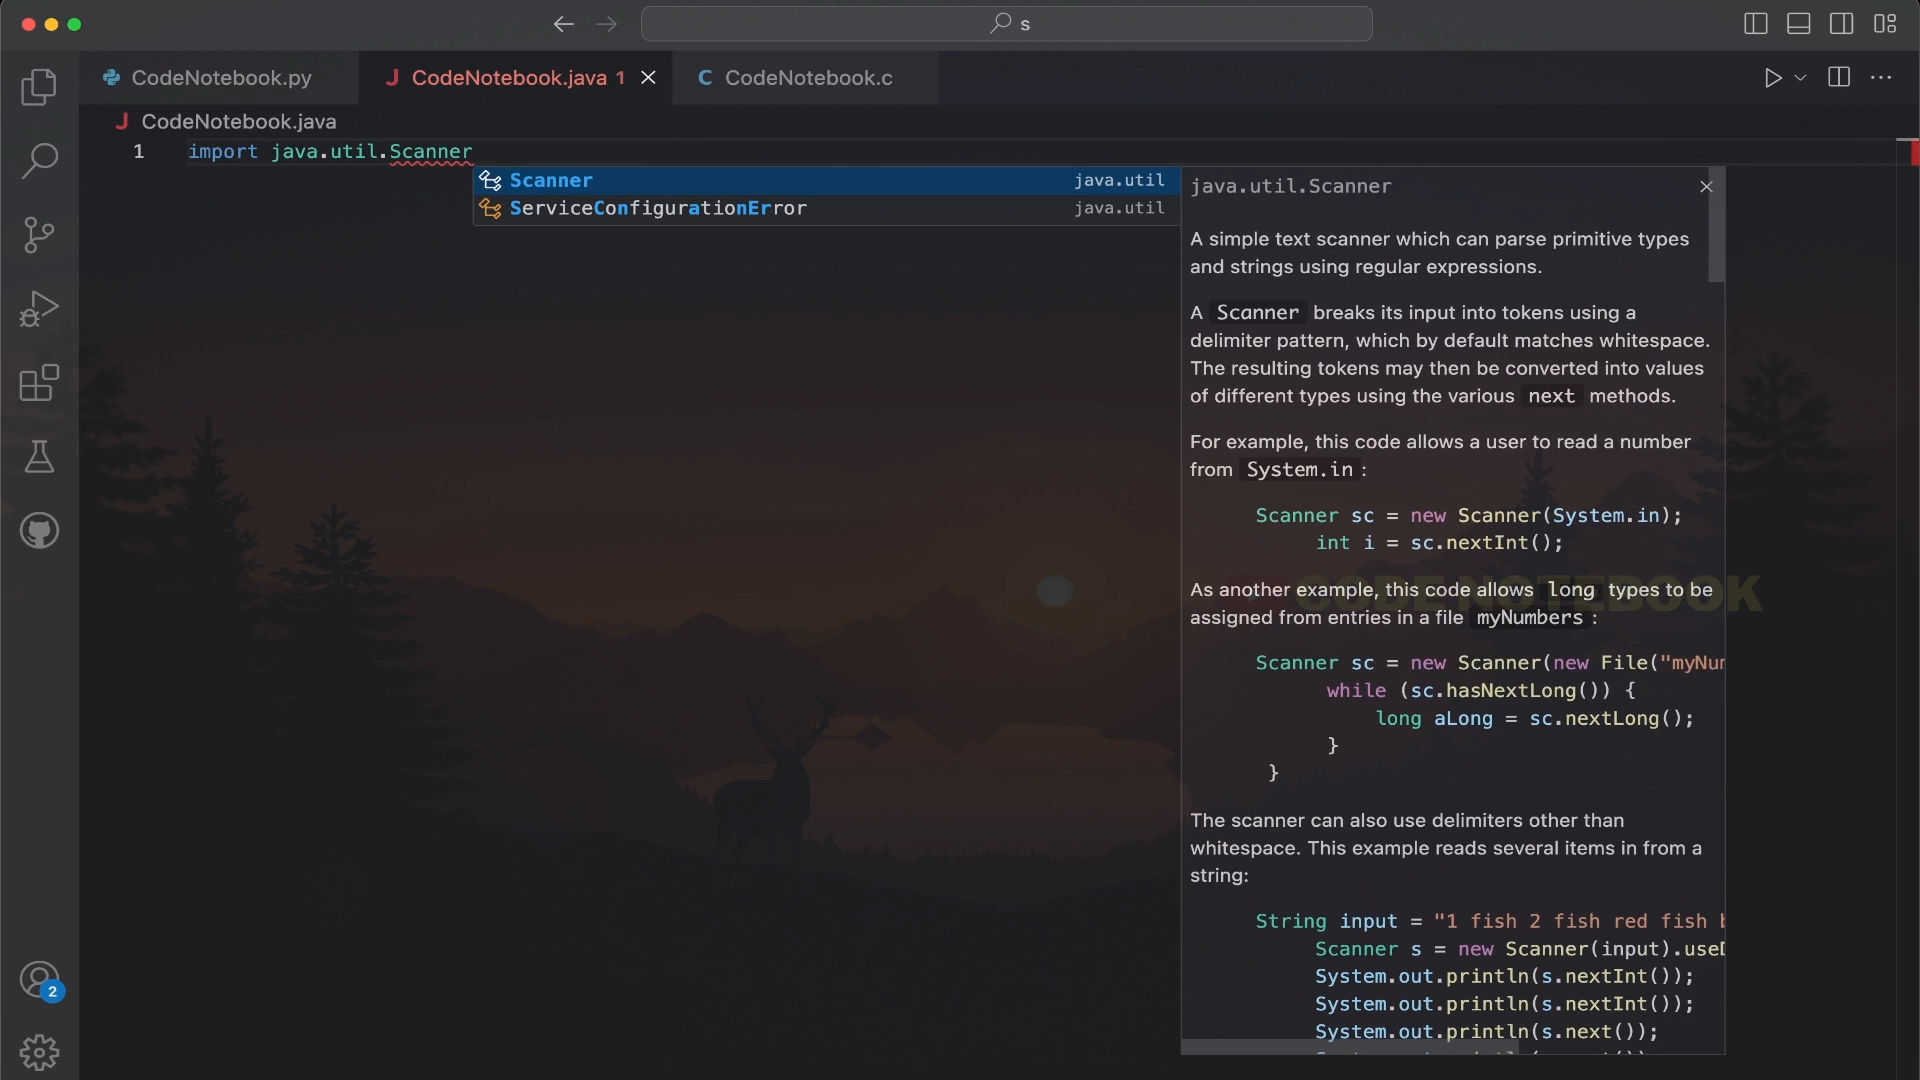 s
CodeNotebook.py
J CodeNotebook.java 1
C CodeNotebook.c
J CodeNotebook.java
1 import java.util.Scanner
Scanner java.util
ServiceConfigurationError java.util
java.util.Scanner
A simple text scanner which can parse primitive types
and strings using regular expressions.
A Scanner breaks its input into tokens using a
delimiter pattern, which by default matches whitespace.
The resulting tokens may then be converted into values
of different types using the various next methods.
For example, this code allows a user to read a number
from System.in :
Scanner sc = new Scanner(System.in);
int i = sc.nextInt();
CODE NOTEBOOK
As another example, this code allows long types to be
assigned from entries in a file myNumbers :
Scanner sc = new Scanner(new File("myNu
while (sc.hasNextLong()) {
long aLong = sc.nextLong();
}
}
The scanner can also use delimiters other than
whitespace. This example reads several items in from a
string:
String input = "1 fish 2 fish red fish
Scanner s = new Scanner(input).use
System.out.println(s.nextInt());
System.out.println(s.nextInt());
System.out.println(s.next());
2